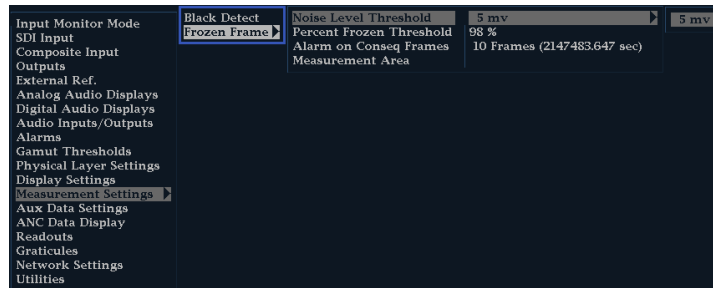 Input Monitor Mode
SDI Input
Composite Input
Outputs
External Ref.
Analog Audio Displays
Digital Audio Displays
Audio Inputs/Outputs
Alarms
Gamut Thresholds
Physical Layer Settings
Display Settings
Measurement Settings
Aux Data Settings
ANC Data Display
Readouts
Graticules
Network Settings
Utilities
Black Detect
Frozen Frame
Noise Level Threshold 5 mv
Percent Frozen Threshold 98 %
Alarm on Conseq Frames 10 Frames (2147483.647 sec)
Measurement Area
5 mv